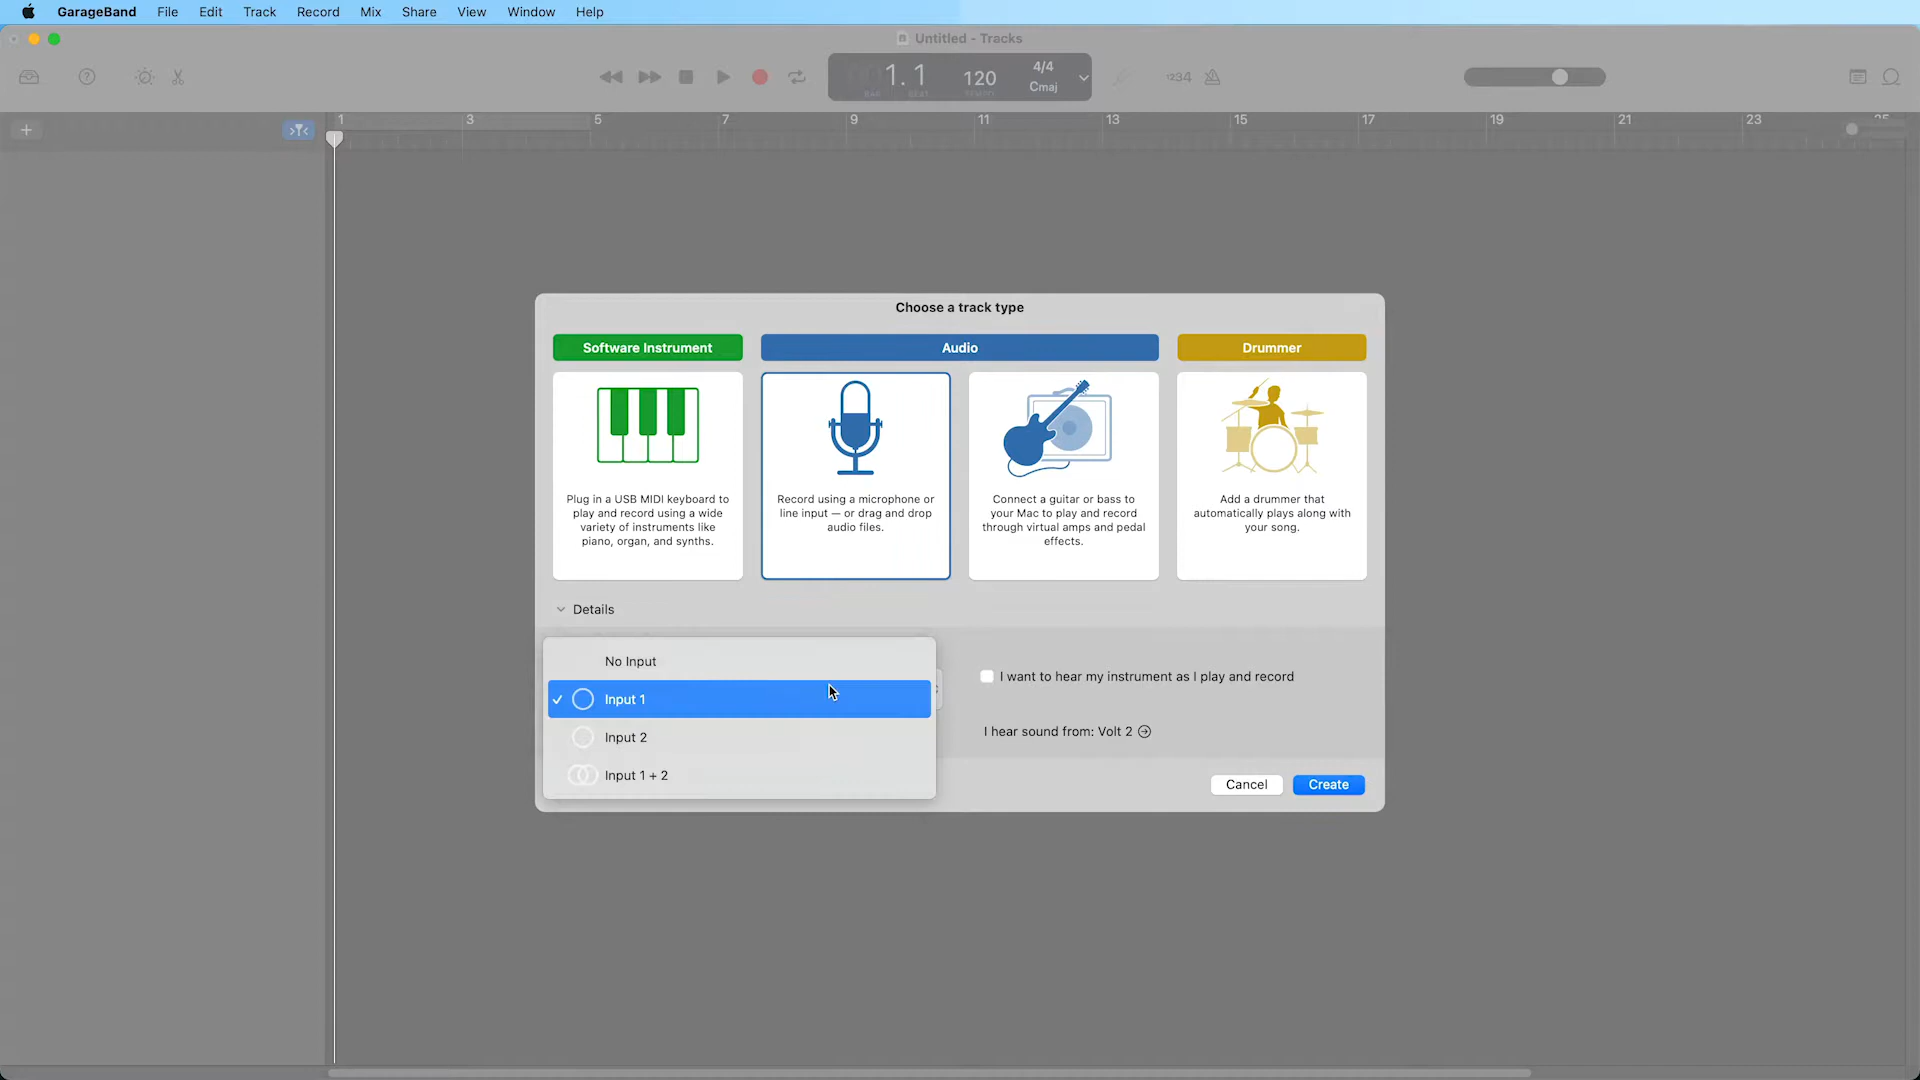 GarageBand File Edit Track Record Mix Share View Window Help
Untitled - Tracks
1. 1 120 4/4 Cmaj
BAR BEAT TEMPO
1234
1 3 5 7 9 11 13 15 17 19 21 23
Choose a track type
Software Instrument
Audio
Drummer
Plug in a USB MIDI keyboard to
play and record using a wide
variety of instruments like
piano, organ, and synths.
Record using a microphone or
line input — or drag and drop
audio files.
Connect a guitar or bass to
your Mac to play and record
through virtual amps and pedal
effects.
Add a drummer that
automatically plays along with
your song.
Details
No Input
Input 1
Input 2
Input 1 + 2
I want to hear my instrument as I play and record
I hear sound from: Volt 2
Cancel
Create